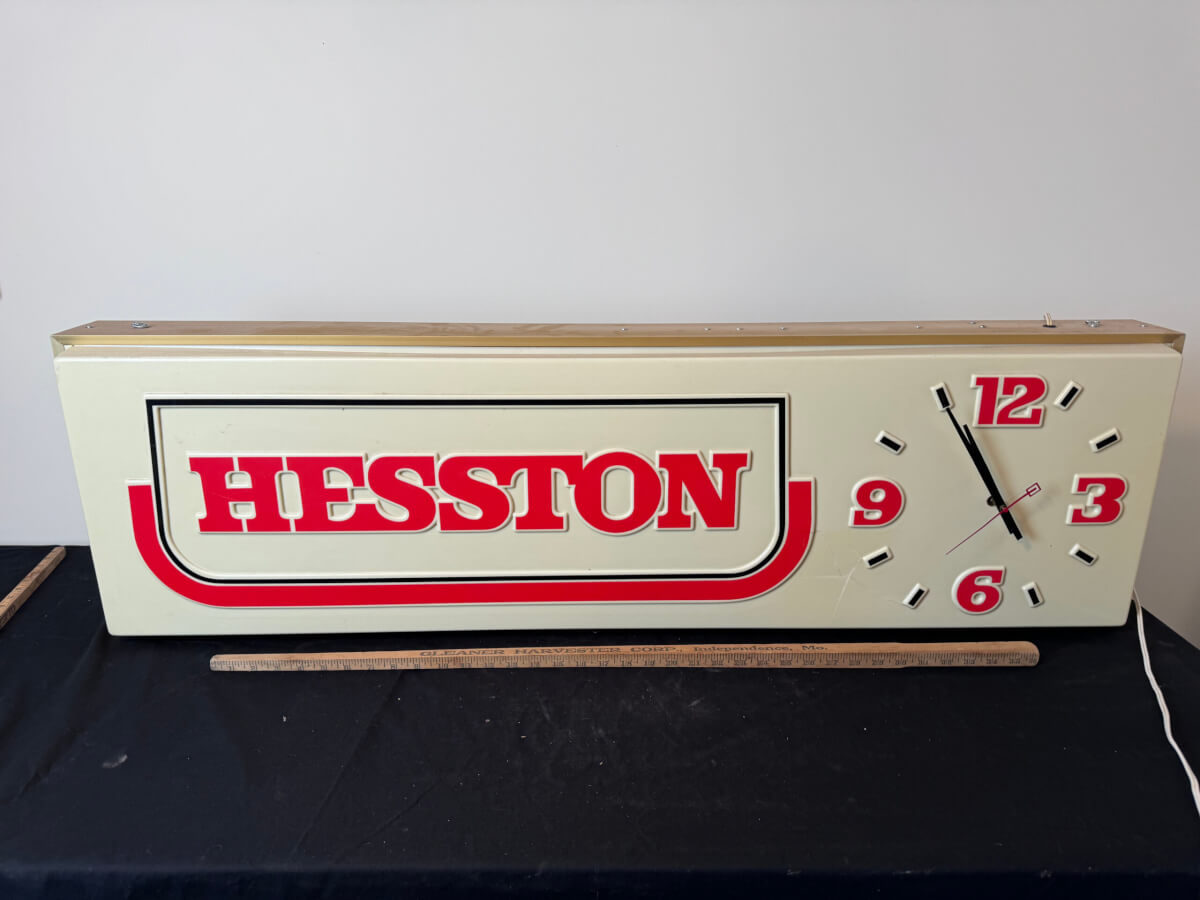 HESSTON
12
3
6
9
GLEANER HARVESTER CORP., Independence, Mo.